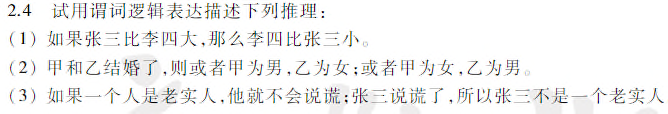 2.4 试用谓词逻辑表达描述下列推理:
(1) 如果张三比李四大,那么李四比张三小。
(2) 甲和乙结婚了,则或者甲为男,乙为女;或者甲为女,乙为男。
(3) 如果一个人是老实人,他就不会说谎;张三说谎了,所以张三不是一个老实人